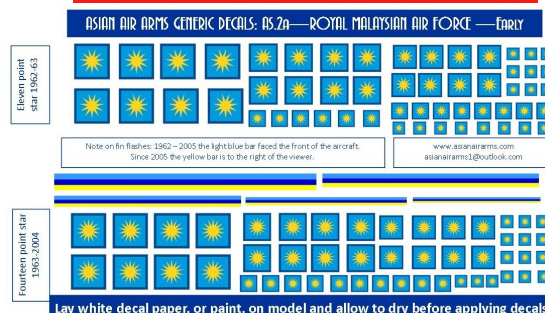 ASIAN AIR ARMS GENERIC DECALS: AS.2A—ROYAL MALAYSIAN AIR FORCE —EARLY
Eleven point
star 1962-63
Note on fin flashes: 1962 – 2005 the light blue bar faced the front of the aircraft.
Since 2005 the yellow bar is to the right of the viewer.
www.asianairarms.com
asianairarms1@outlook.com
Fourteen point star
1963-2004
Lay white decal paper, or paint, on model and allow to dry before applying decals